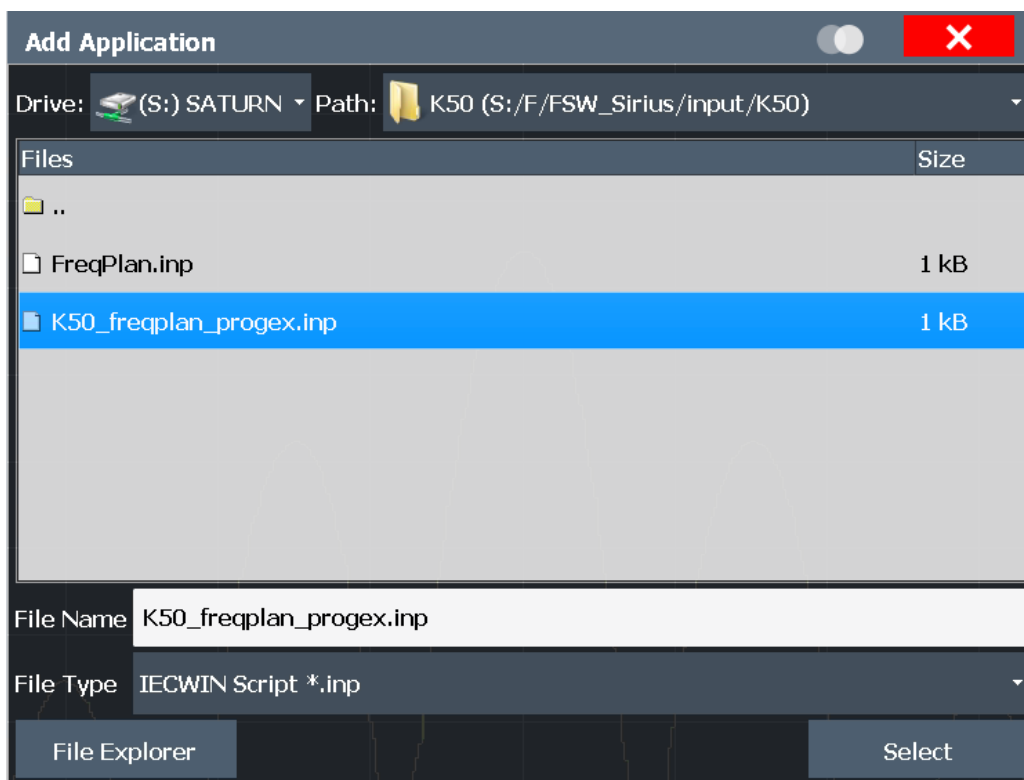 Add Application
Drive: (S:) SATURN Path: K50 (S:/F/FSW_Sirius/input/K50)
Files Size
..
FreqPlan.inp 1 kB
K50_freqplan_progex.inp 1 kB
File Name K50_freqplan_progex.inp
File Type IECWIN Script *.inp
File Explorer Select